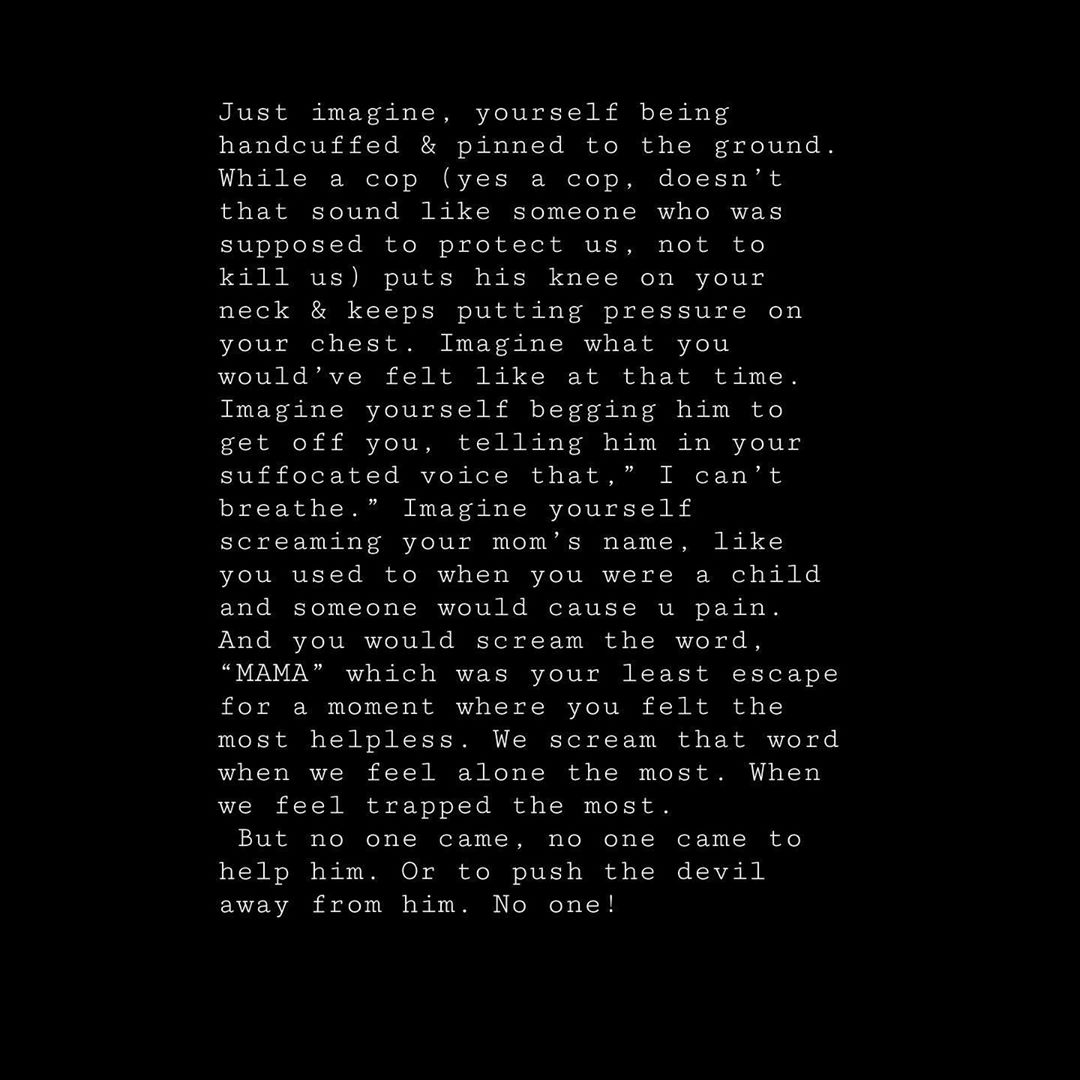 Just imagine, yourself being
handcuffed & pinned to the ground.
While a cop (yes a cop, doesn’t
that sound like someone who was
supposed to protect us, not to
kill us) puts his knee on your
neck & keeps putting pressure on
your chest. Imagine what you
would’ve felt like at that time.
Imagine yourself begging him to
get off you, telling him in your
suffocated voice that,” I can’t
breathe.” Imagine yourself
screaming your mom’s name, like
you used to when you were a child
and someone would cause u pain.
And you would scream the word,
“MAMA” which was your least escape
for a moment where you felt the
most helpless. We scream that word
when we feel alone the most. When
we feel trapped the most.
But no one came, no one came to
help him. Or to push the devil
away from him. No one!